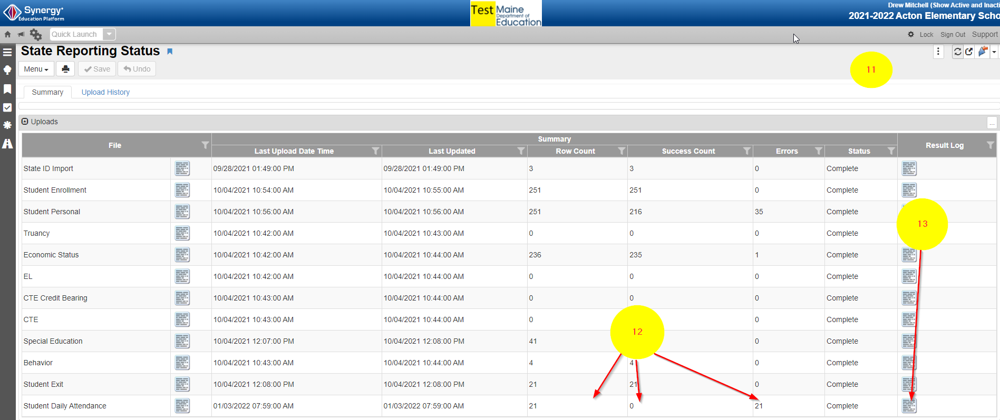 Synergy
Education Platform
Test Maine
Department of
Education
Drew Mitchell (Show Active and Inacti
2021-2022 Acton Elementary Scho
Quick Launch
Lock Sign Out Support
State Reporting Status
Menu Save Undo
11
Summary Upload History
Uploads
...
File Summary Result Log
Last Upload Date Time Last Updated Row Count Success Count Errors Status
State ID Import 09/28/2021 01:49:00 PM 09/28/2021 01:49:00 PM 3 3 0 Complete
Student Enrollment 10/04/2021 10:54:00 AM 10/04/2021 10:55:00 AM 251 251 0 Complete
Student Personal 10/04/2021 10:56:00 AM 10/04/2021 10:56:00 AM 251 216 35 Complete
13
Truancy 10/04/2021 10:42:00 AM 10/04/2021 10:43:00 AM 0 0 0 Complete
Economic Status 10/04/2021 10:42:00 AM 10/04/2021 10:44:00 AM 236 235 1 Complete
EL 10/04/2021 10:42:00 AM 10/04/2021 10:44:00 AM 0 0 0 Complete
CTE Credit Bearing 10/04/2021 10:43:00 AM 10/04/2021 10:44:00 AM 0 0 0 Complete
CTE 10/04/2021 10:43:00 AM 10/04/2021 10:44:00 AM 0 0 Complete
12
Special Education 10/04/2021 12:07:00 PM 10/04/2021 12:08:00 PM 41 0 Complete
Behavior 10/04/2021 10:43:00 AM 10/04/2021 10:44:00 AM 4 4 0 Complete
Student Exit 10/04/2021 12:08:00 PM 10/04/2021 12:08:00 PM 21 21 0 Complete
Student Daily Attendance 01/03/2022 07:59:00 AM 01/03/2022 07:59:00 AM 21 0 21 Complete